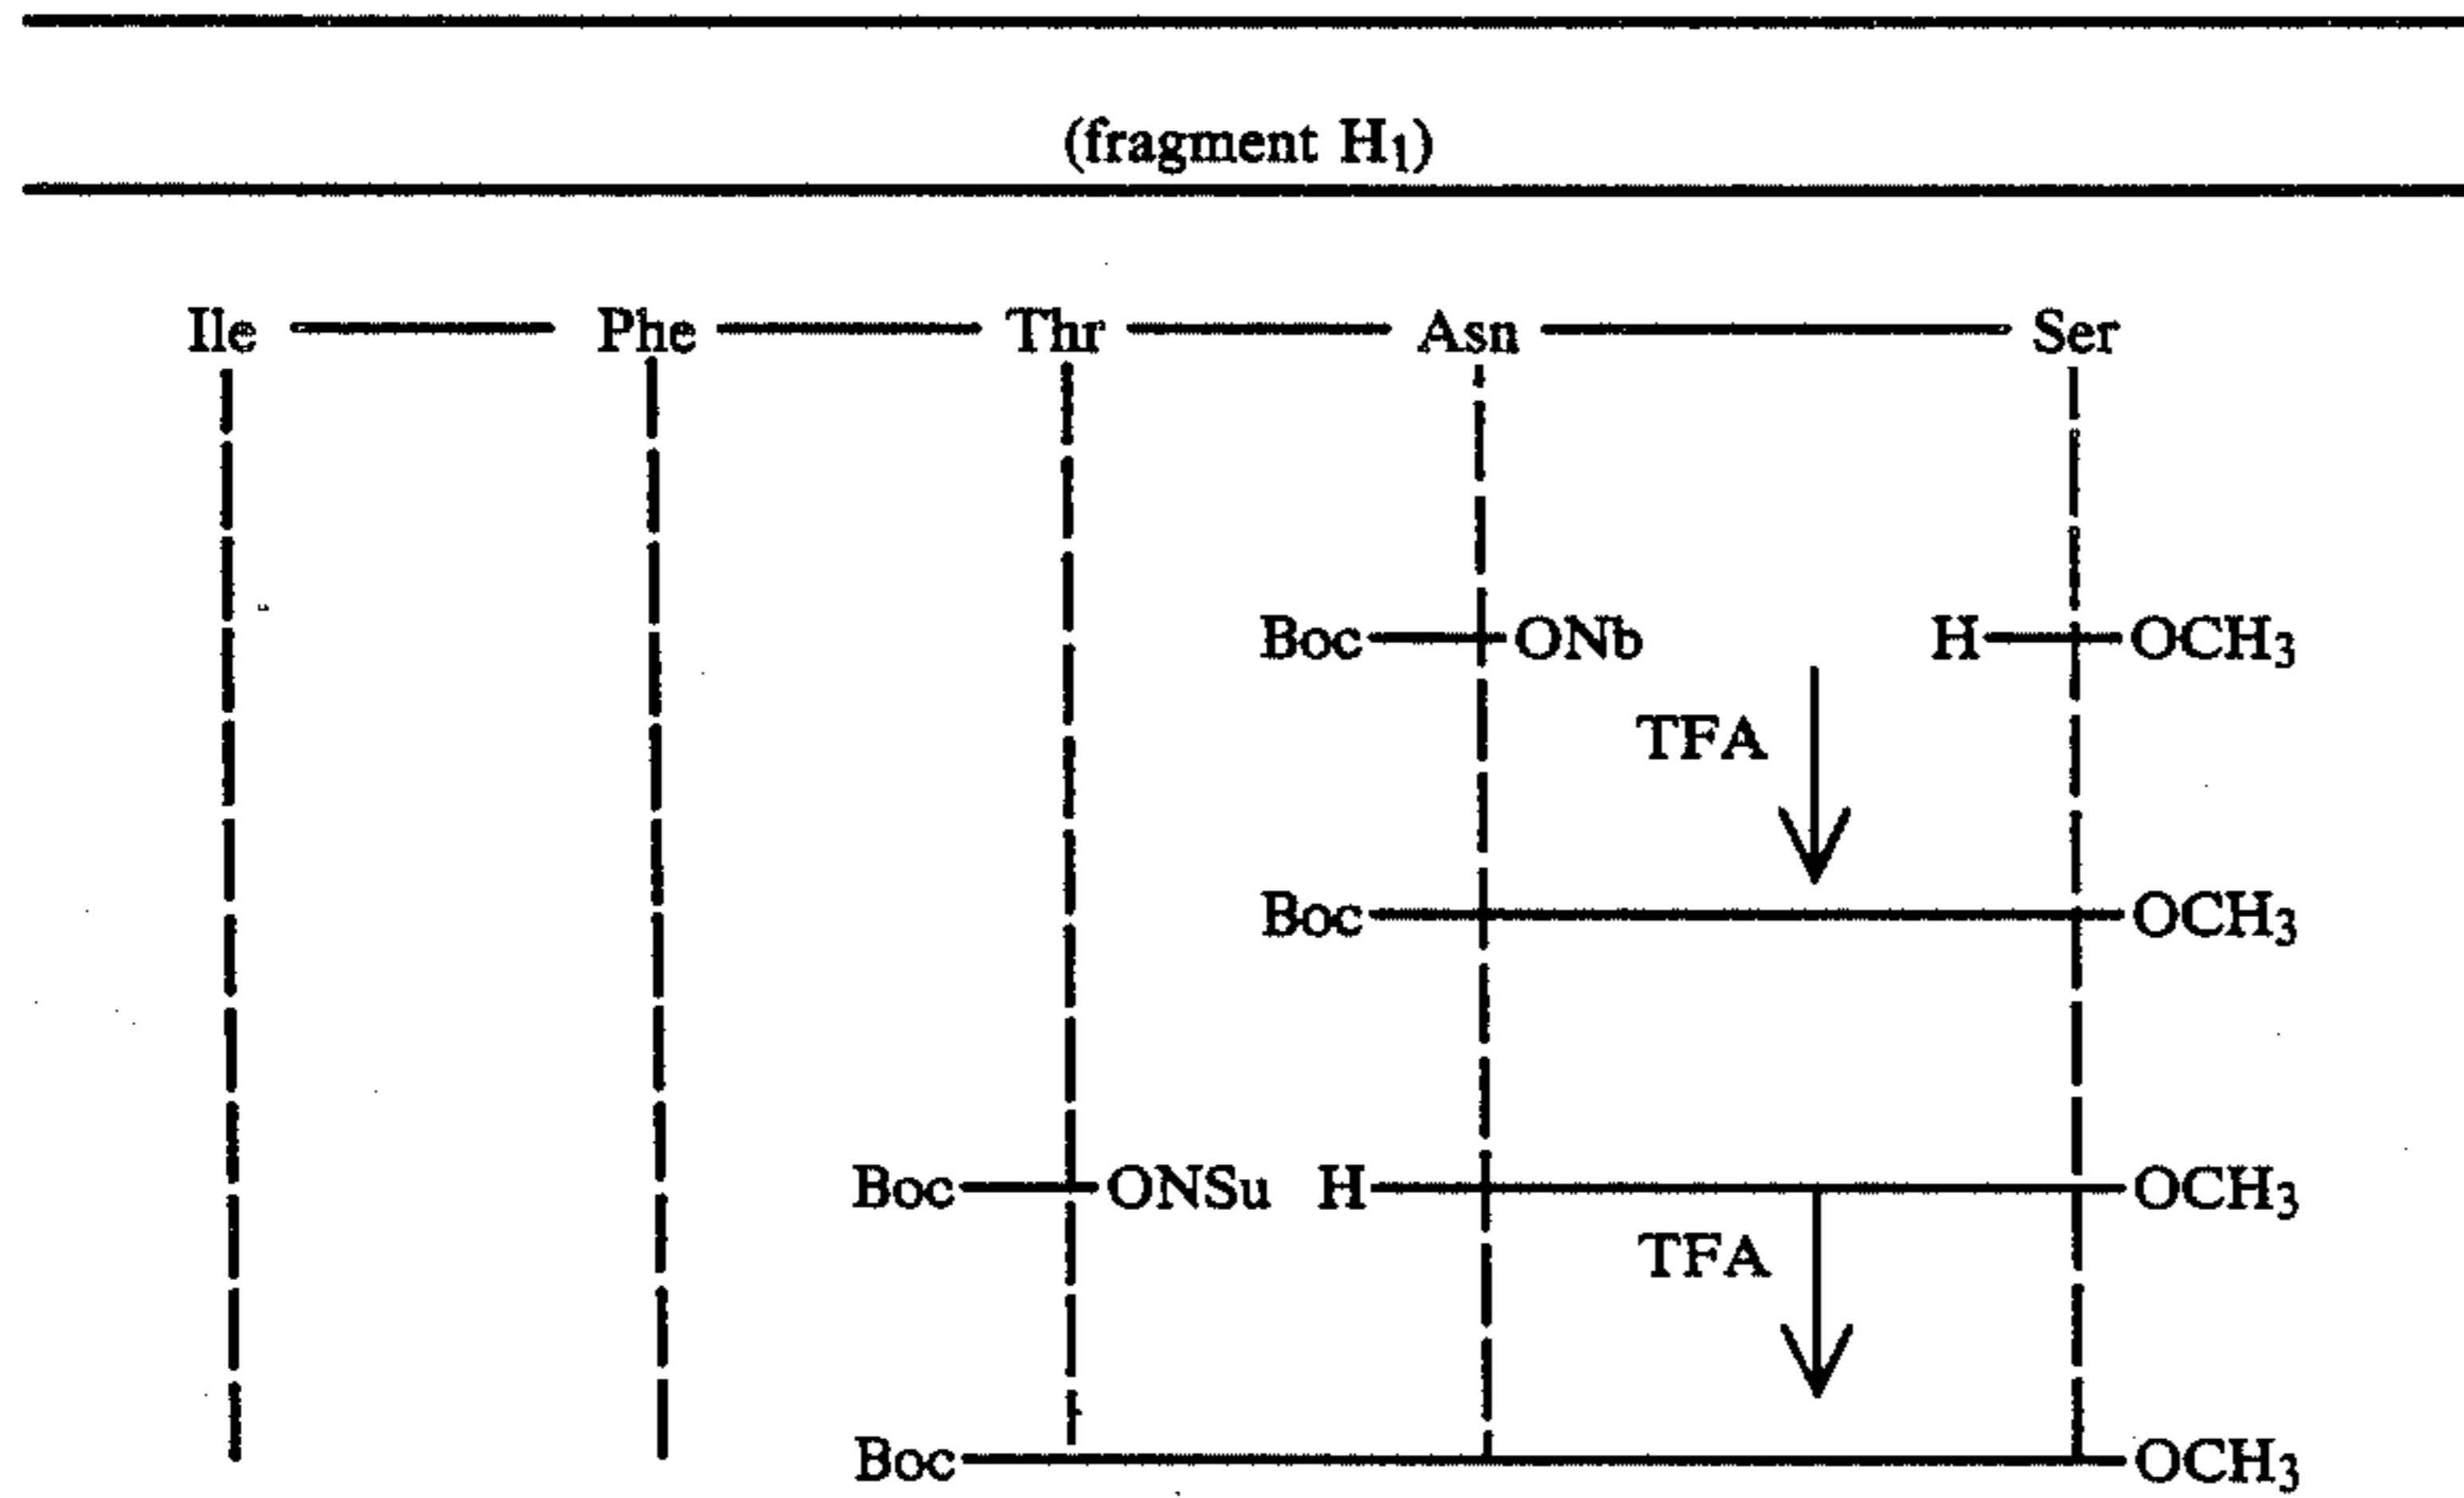 (fragment H₁)
Ile Phe Thr Asn Ser
Boc ONb H OCH₃
TFA
Boc OCH₃
Boc ONSu H OCH₃
TFA
Boc OCH₃